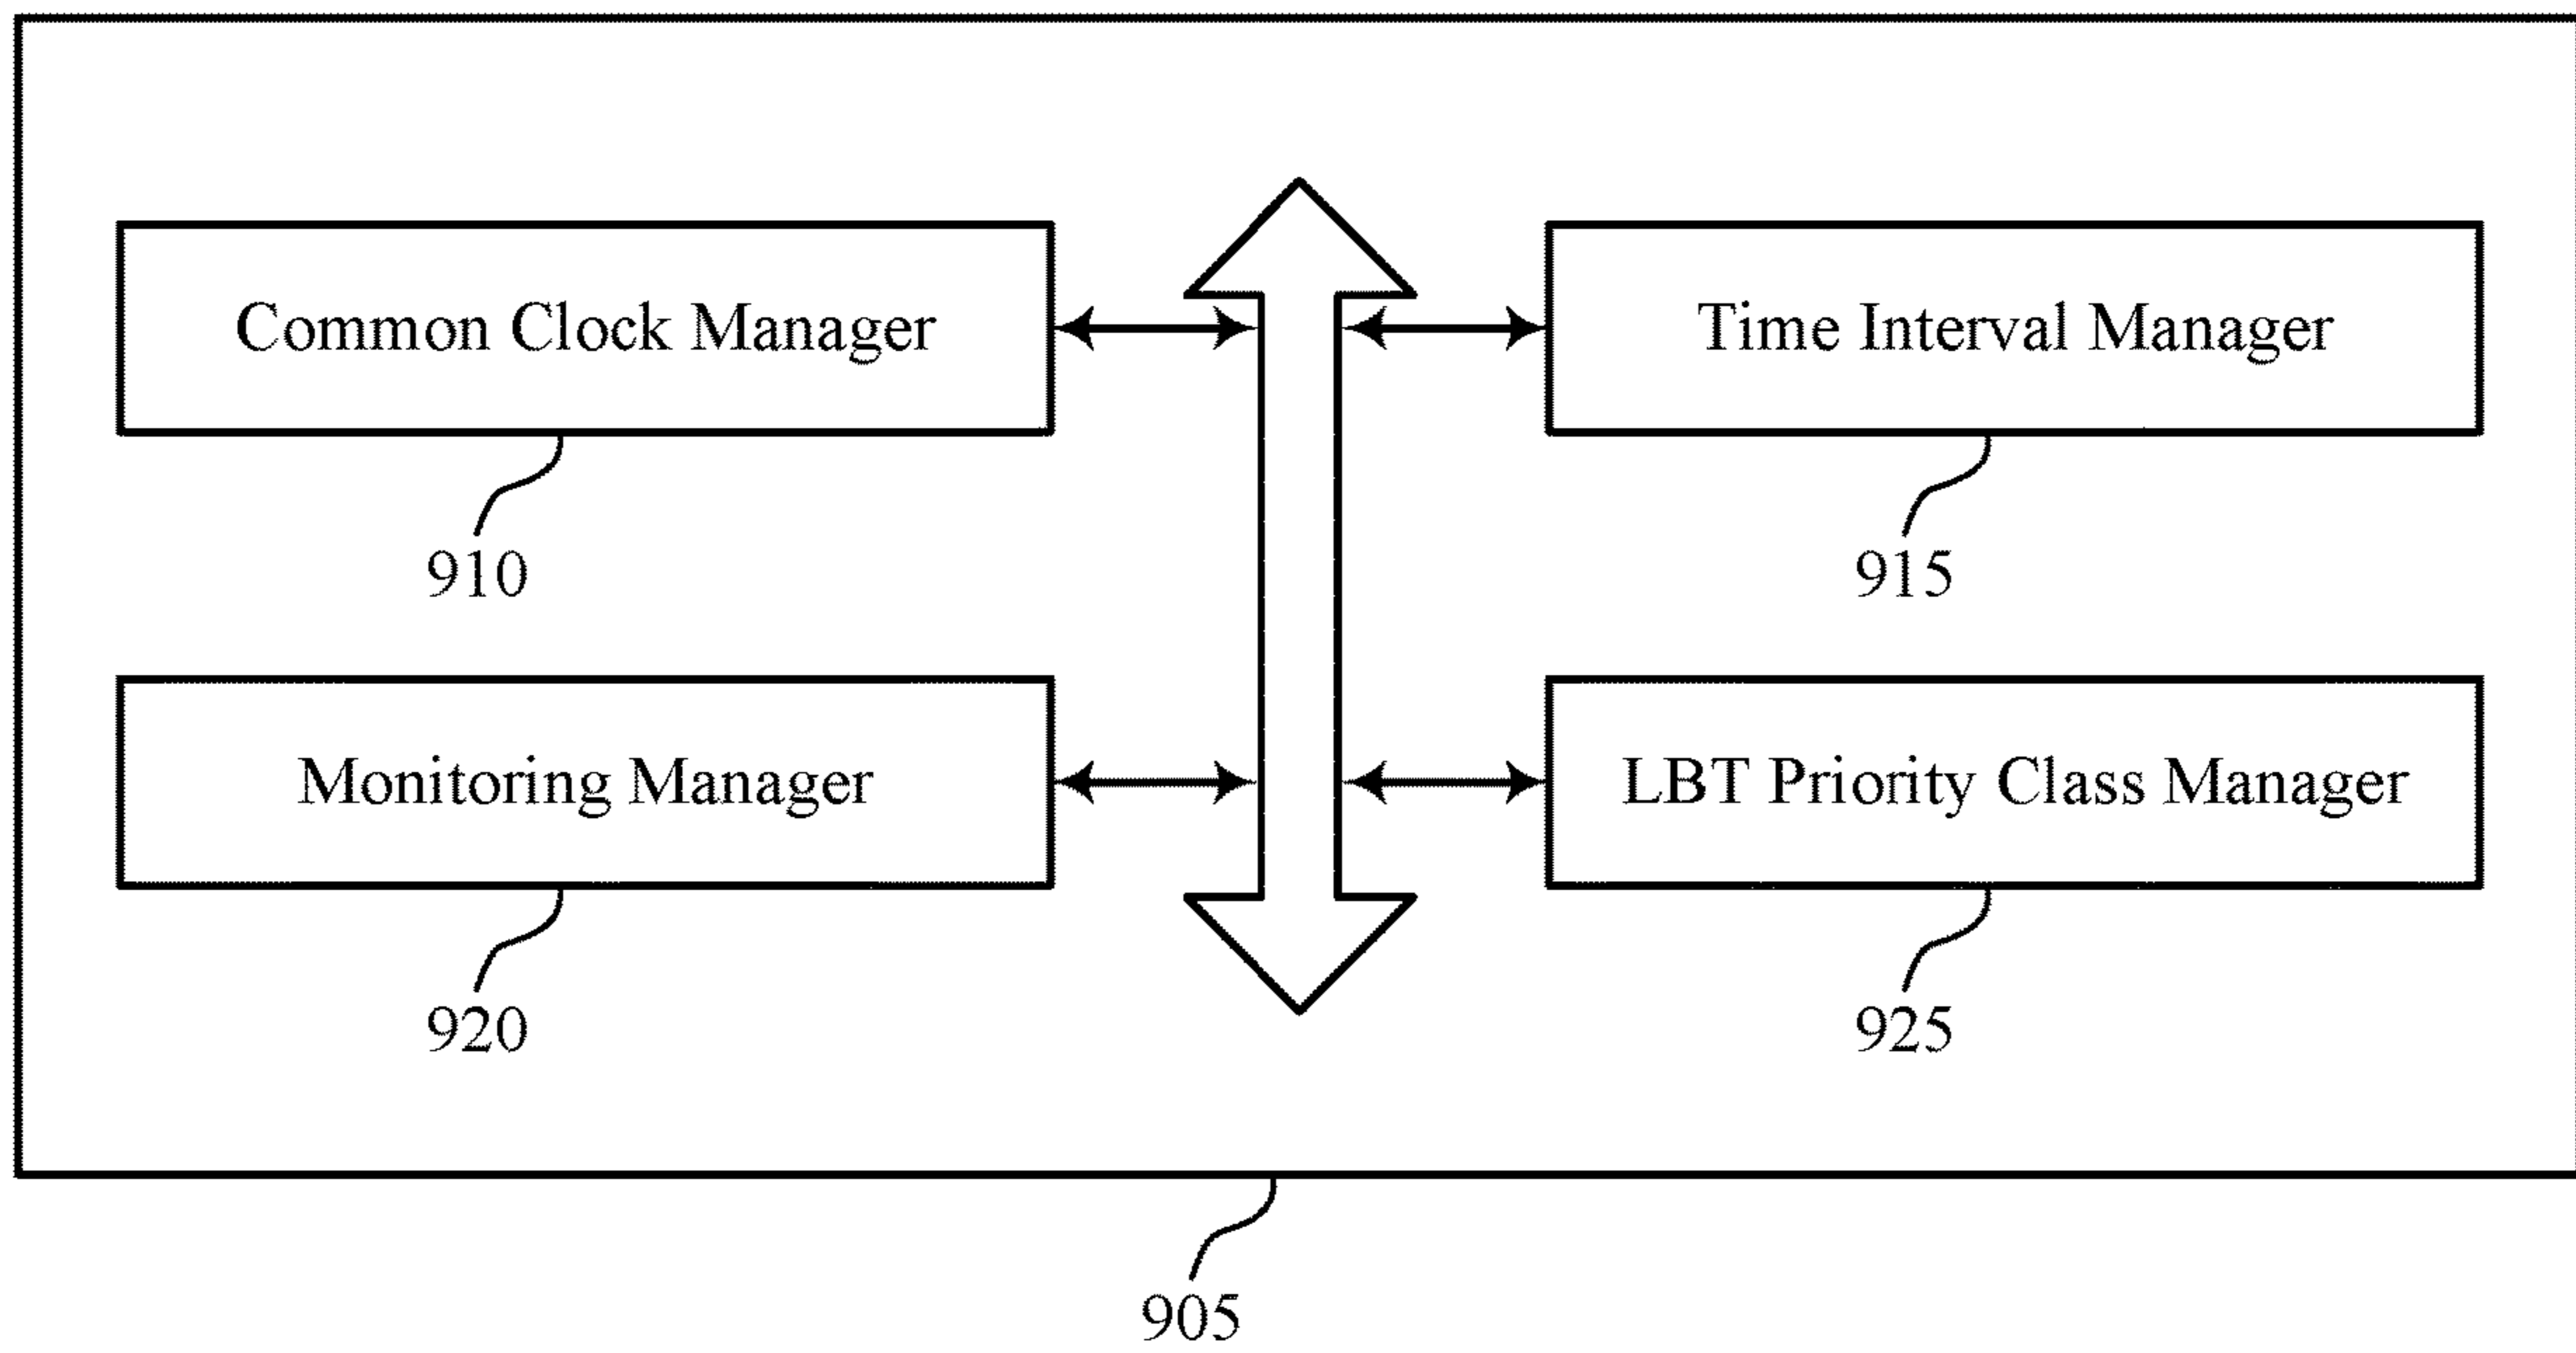 Common Clock Manager
Time Interval Manager
910
915
Monitoring Manager
LBT Priority Class Manager
920
925
905